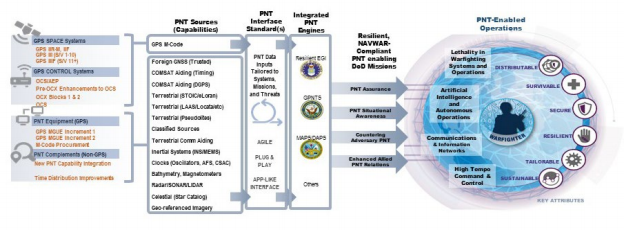 PNT Sources
(Capabilities)
PNT
Interface
Standard(s)
Integrated
PNT
Engines
Resilient,
NAVWAR-
Compliant
PNT enabling
DoD Missions
PNT-Enabled
Operations
GPS SPACE Systems
GPS IIR-M, IIF
GPS III (S/V 1-10)
GPS IIIF (S/V 11+)
GPS CONTROL Systems
OCS/AEP
Pre-OCX Enhancements to OCS
OCX Blocks 1 & 2
OCS
PNT Equipment (GPS)
GPS MGUE Increment 1
GPS MGUE Increment 2
M-Code Procurement
PNT Complements (Non-GPS)
New PNT Capability Integration
Time Distribution Improvements
GPS M-Code
Foreign GNSS (Trusted)
COMSAT Aiding (Timing)
COMSAT Aiding (DGPS)
Terrestrial (STOIC/eLoran)
Terrestrial (LAAS/Locata/etc)
Terrestrial (Pseudolites)
Classified Sources
Terrestrial Comm Aiding
Inertial Systems (INS/MEMS)
Clocks (Oscillators, AFS, CSAC)
Bathymetry, Magnetometers
Radar/SONAR/LIDAR
Celestial (Star Catalog)
Geo-referenced Imagery
PNT Data
Inputs
Tailored to
Systems,
Missions,
and Threats
AGILE
PLUG &
PLAY
APP-LIKE
INTERFACE
Resilient EGI
GPNTS
MAPS/DAPS
Others
PNT Assurance
PNT Situational
Awareness
Countering
Adversary PNT
Enhanced Allied
PNT Relations
Lethality in
Warfighting
Systems and
Operations
Artificial
Intelligence
and
Autonomous
Operations
Communications
& Information
Networks
High Tempo
Command &
Control
WARFIGHTER
DISTRIBUTABLE
SURVIVABLE
SECURE
RESILIENT
TAILORABLE
SUSTAINABLE
KEY ATTRIBUTES